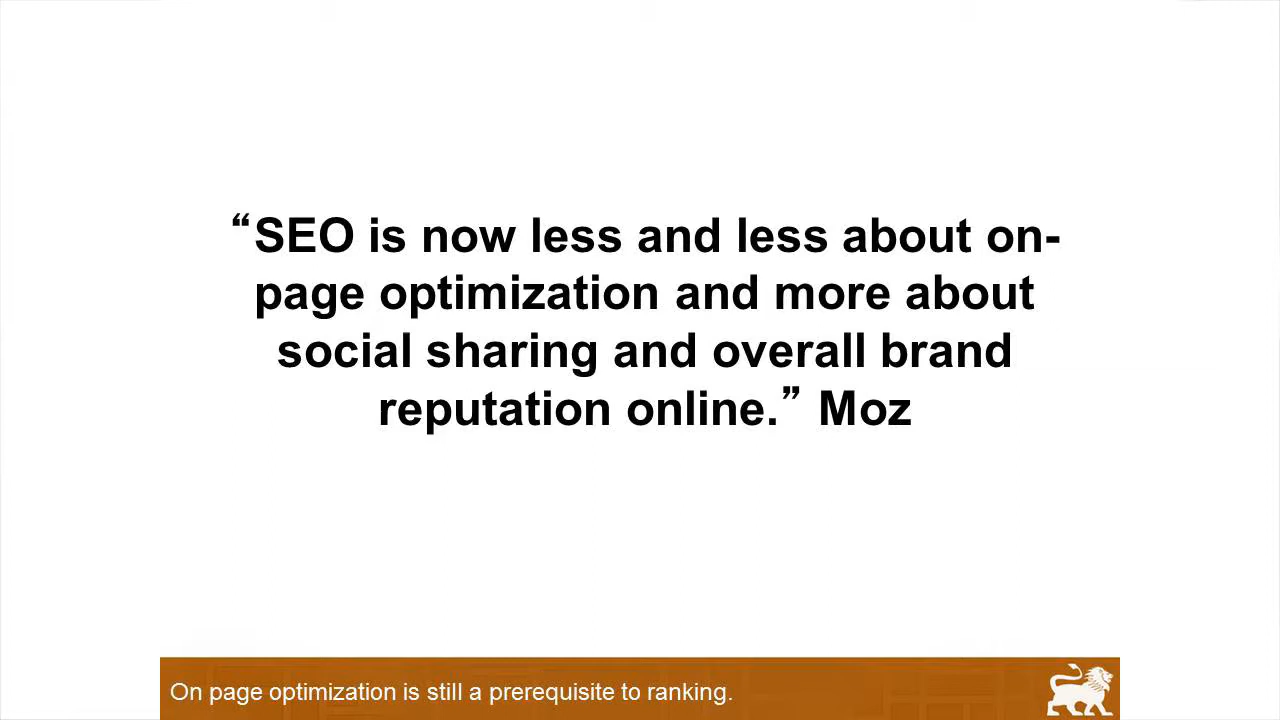 “SEO is now less and less about on-
page optimization and more about
social sharing and overall brand
reputation online.” Moz
On page optimization is still a prerequisite to ranking.